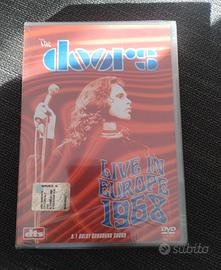 The
doors
LIVE IN
EUROPE
1968
dts
5.1 DOLBY SURROUND SOUND
DVD
subito